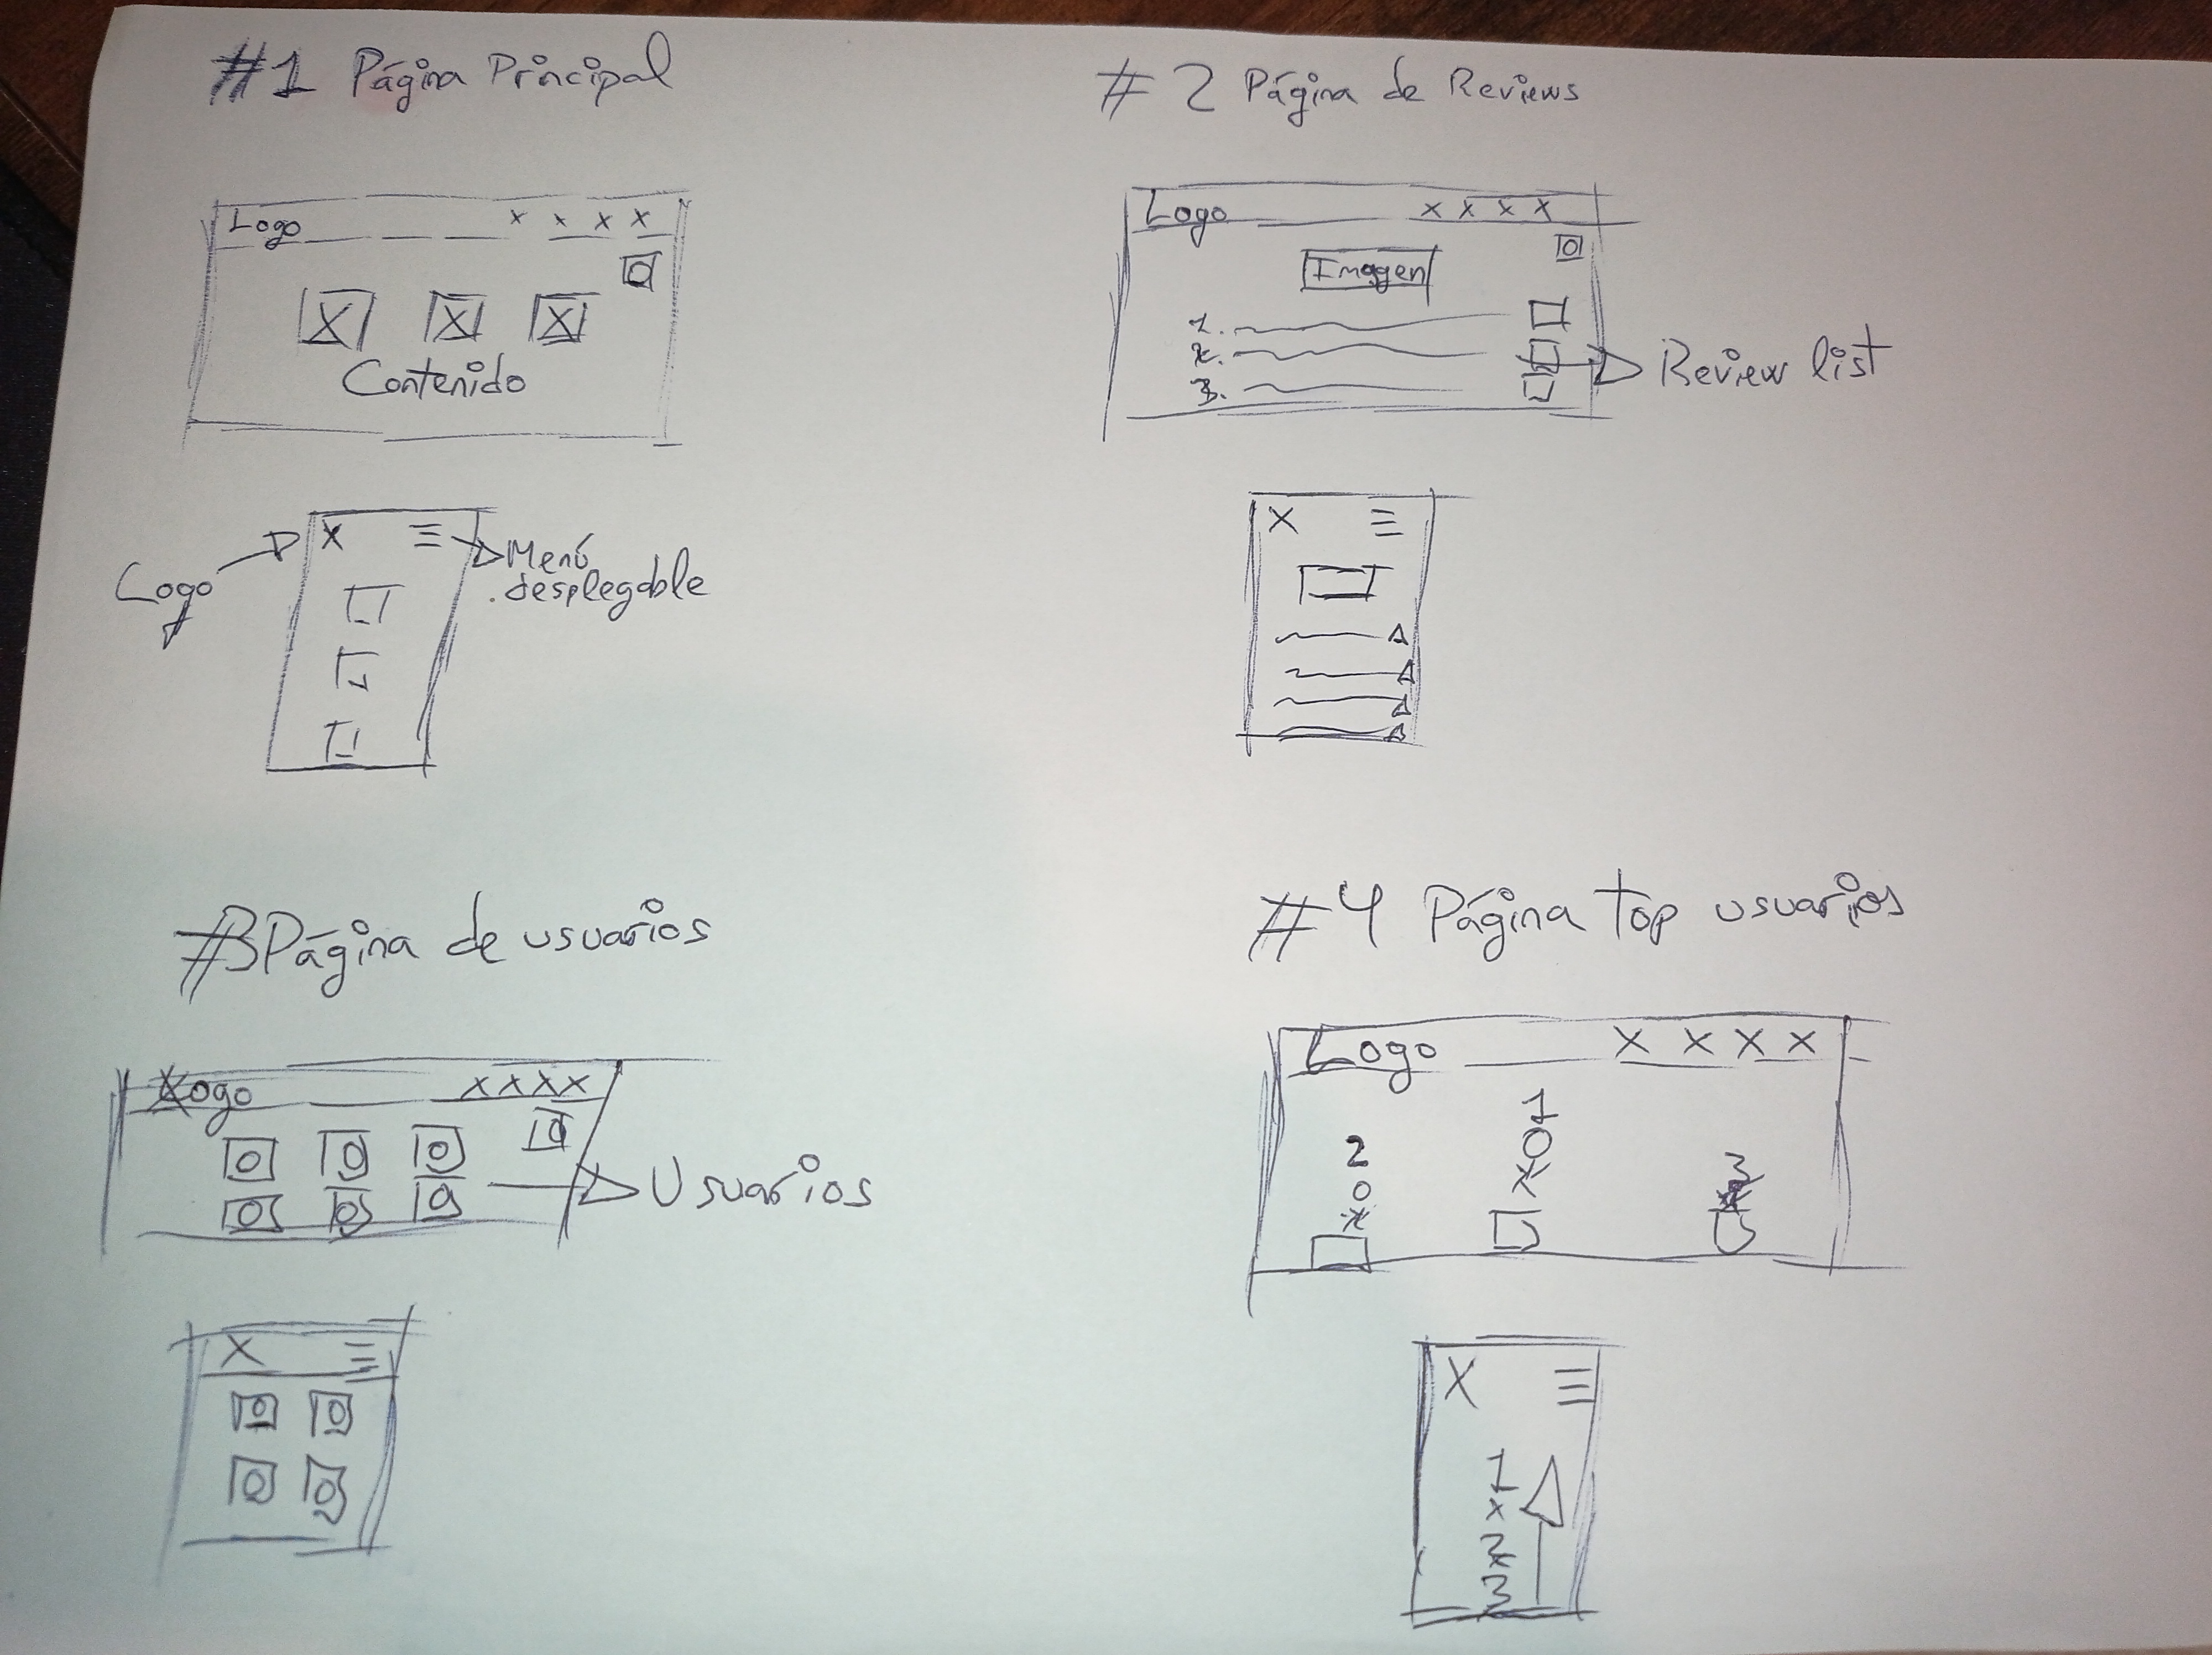 #1 Página Principal
Logo x x x x
Contenido
Logo
X
Menú
desplegable
#2 Página de Reviews
Logo x x x x
Imagen
1.
2.
3.
Review list
X
#3 Página de usuarios
Logo xxxx
Usuarios
X
#4 Página top usuarios
Logo X X X X
1
2
3
X
1
x
2
x
3